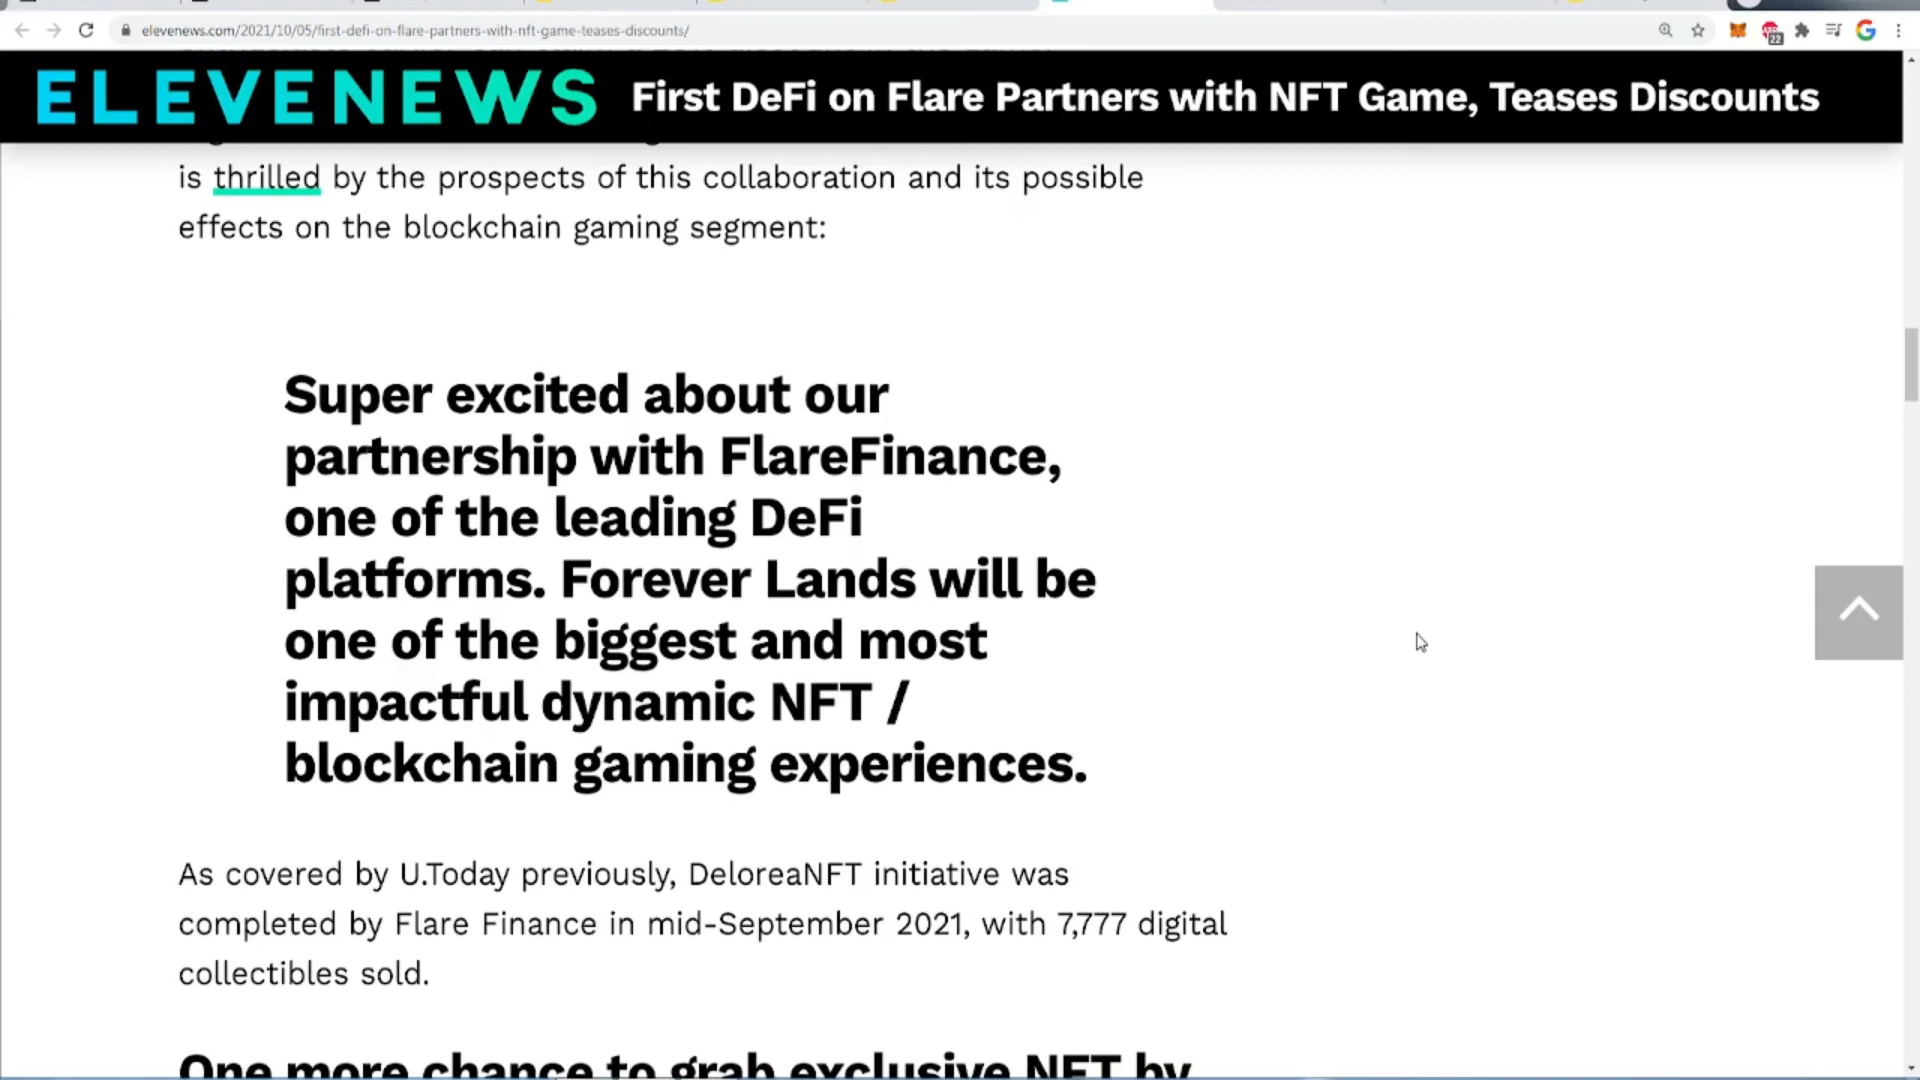 elevenews.com/2021/10/05/first-defi-on-flare-partners-with-nft-game-teases-discounts/
22
ELEVENEWS First DeFi on Flare Partners with NFT Game, Teases Discounts
is thrilled by the prospects of this collaboration and its possible
effects on the blockchain gaming segment:
Super excited about our
partnership with FlareFinance,
one of the leading DeFi
platforms. Forever Lands will be
one of the biggest and most
impactful dynamic NFT /
blockchain gaming experiences.
As covered by U.Today previously, DeloreaNFT initiative was
completed by Flare Finance in mid-September 2021, with 7,777 digital
collectibles sold.
One more chance to grab exclusive NFT by